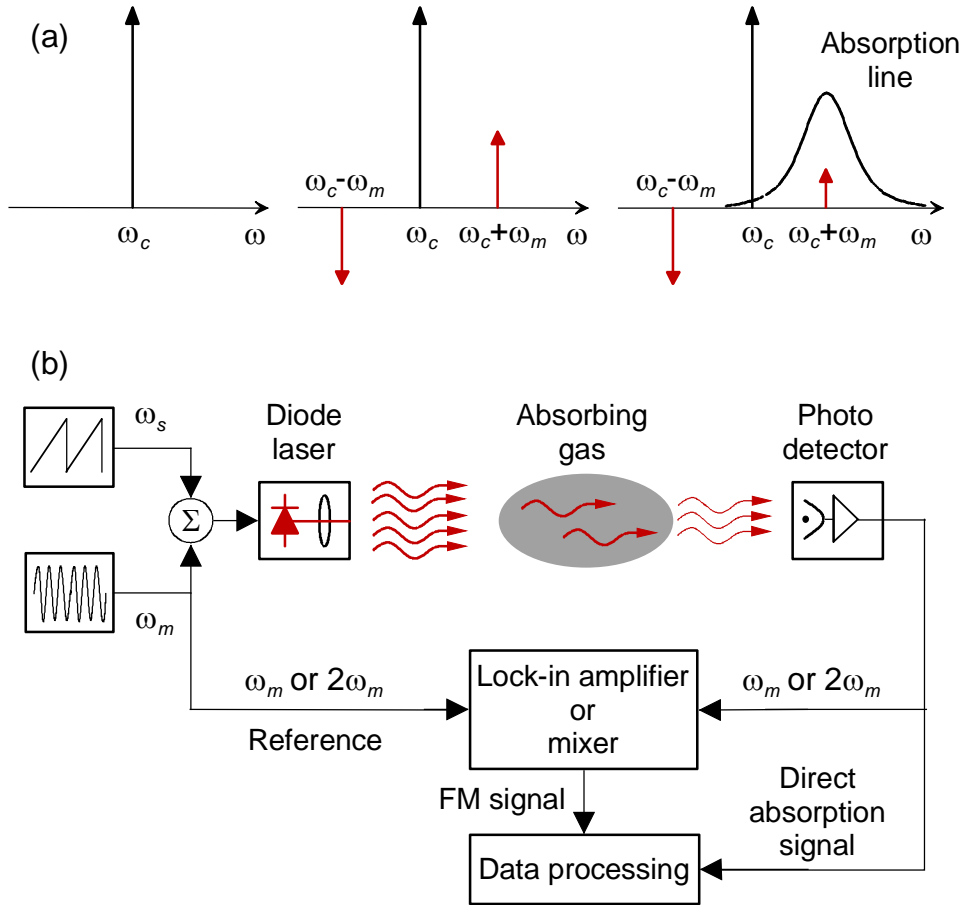 (a)
Absorption
line
ω_c-ω_m
ω_c-ω_m
ω_c
ω
ω_c
ω_c+ω_m
ω
ω_c
ω_c+ω_m
ω
(b)
ω_s
Diode
laser
Absorbing
gas
Photo
detector
Σ
ω_m
ω_m or 2ω_m
Reference
Lock-in amplifier
or
mixer
ω_m or 2ω_m
FM signal
Direct
absorption
signal
Data processing